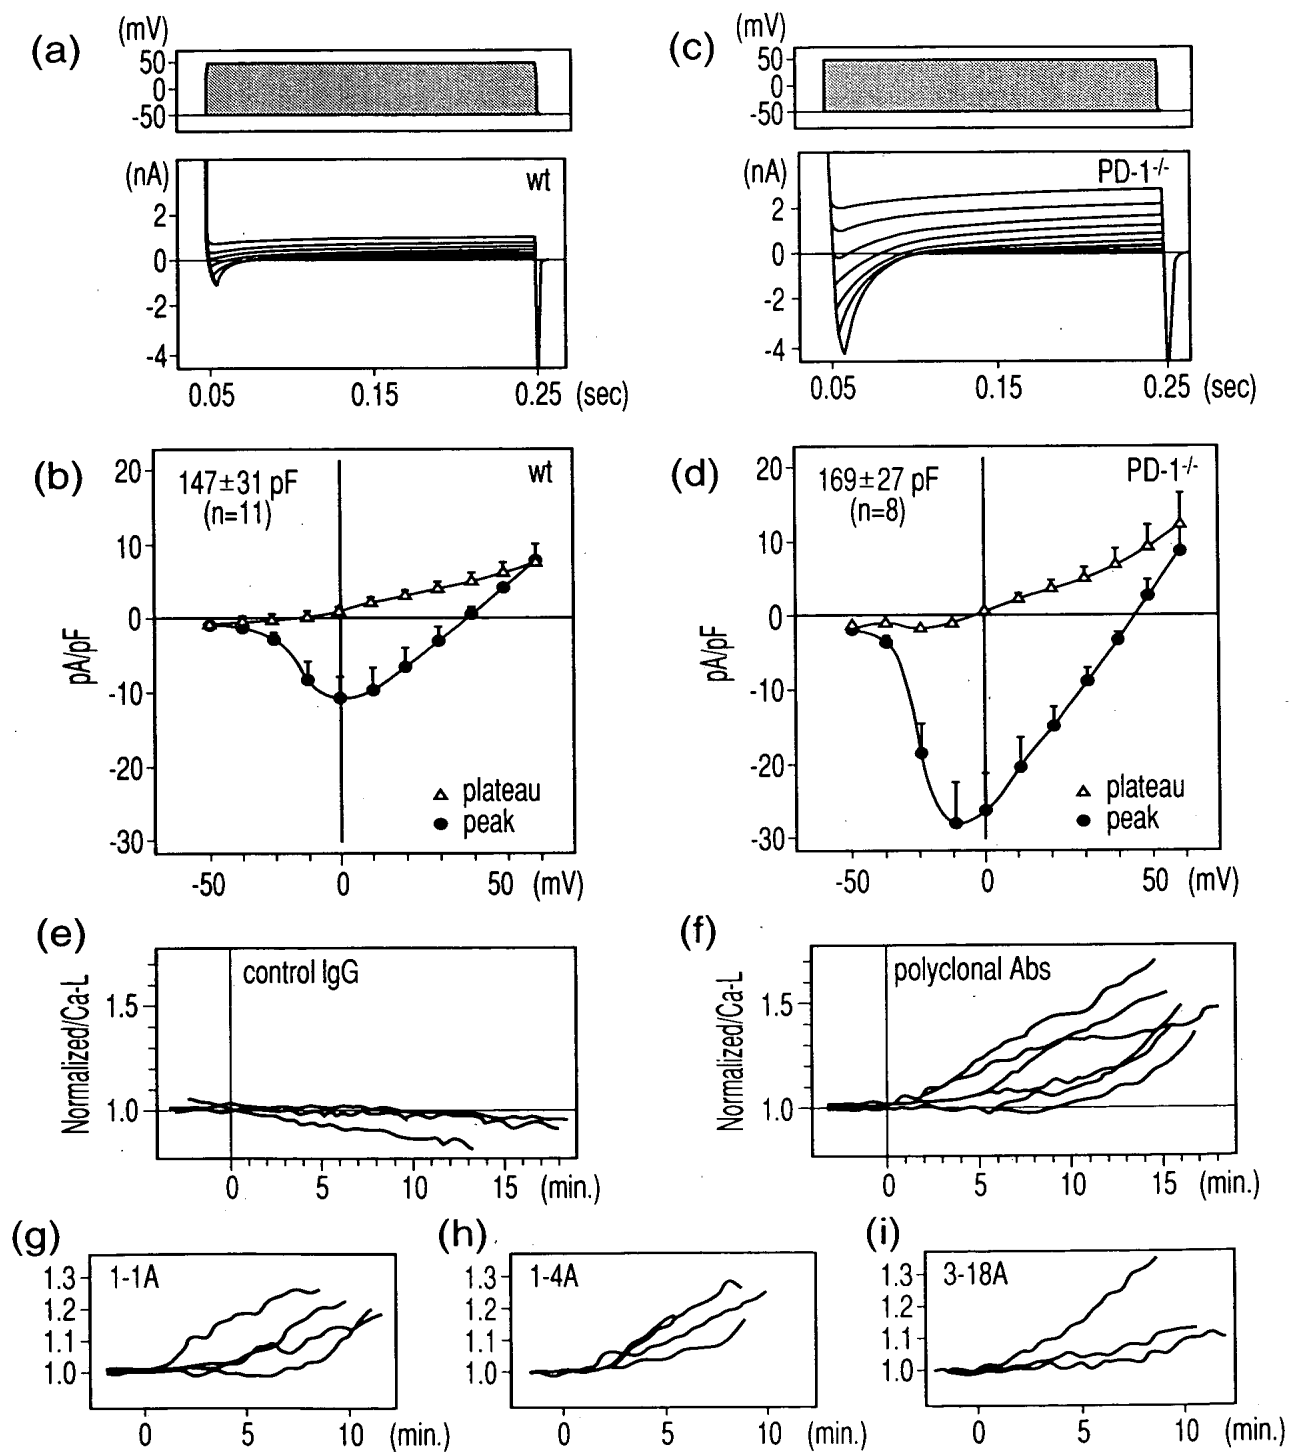 (a)
(mV)
50
0
-50
(nA)
wt
2
0
-2
-4
0.05
0.15
0.25 (sec)
(c)
(mV)
50
0
-50
(nA)
PD-1-/-
2
0
-2
-4
0.05
0.15
0.25 (sec)
(b)
20
10
0
-10
-20
-30
pA/pF
147±31 pF
(n=11)
wt
plateau
peak
-50
0
50 (mV)
(d)
20
10
0
-10
-20
-30
pA/pF
169±27 pF
(n=8)
PD-1-/-
plateau
peak
-50
0
50 (mV)
(e)
Normalized/Ca-L
1.5
1.0
control IgG
0
5
10
15
(min.)
(f)
Normalized/Ca-L
1.5
1.0
polyclonal Abs
0
5
10
15
(min.)
(g)
1.3
1.2
1.1
1.0
1-1A
0
5
10
(min.)
(h)
1.3
1.2
1.1
1.0
1-4A
0
5
10
(min.)
(i)
1.3
1.2
1.1
1.0
3-18A
0
5
10
(min.)